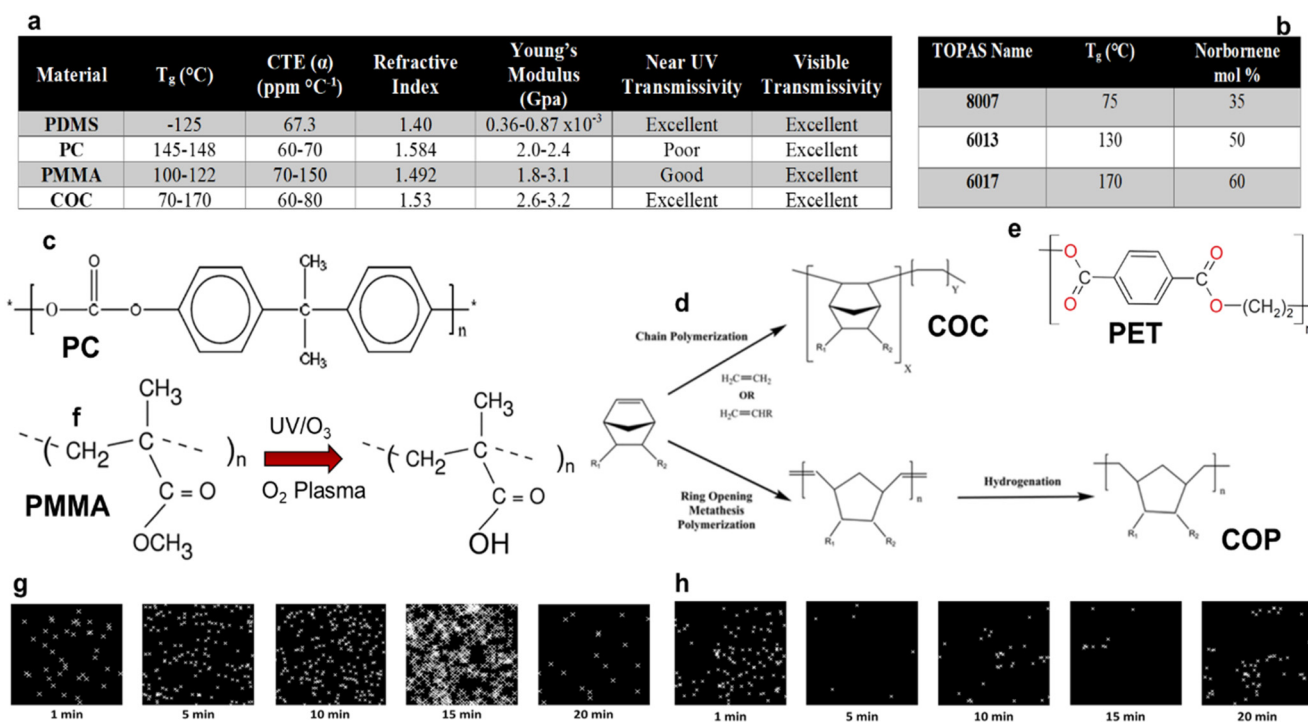 a
Material Tg (°C) CTE (α) (ppm °C-1) Refractive Index Young's Modulus (Gpa) Near UV Transmissivity Visible Transmissivity
PDMS -125 67.3 1.40 0.36-0.87 x10-3 Excellent Excellent
PC 145-148 60-70 1.584 2.0-2.4 Poor Excellent
PMMA 100-122 70-150 1.492 1.8-3.1 Good Excellent
COC 70-170 60-80 1.53 2.6-3.2 Excellent Excellent
b
TOPAS Name Tg (°C) Norbornene mol %
8007 75 35
6013 130 50
6017 170 60
c
* O C O O CH3 C CH3 n *
PC
d
Chain Polymerization
H2C=CH2
OR
H2C=CHR
R1 R2
R1 R2 X Y
COC
Ring Opening
Metathesis
Polymerization
R1 R2 n
Hydrogenation
R1 R2 n
COP
e
O O O O (CH2)2
PET
f
CH3
( CH2 C )n
C=O
OCH3
PMMA
UV/O3
O2 Plasma
CH3
( CH2 C )n
C=O
OH
g
1 min 5 min 10 min 15 min 20 min
h
1 min 5 min 10 min 15 min 20 min